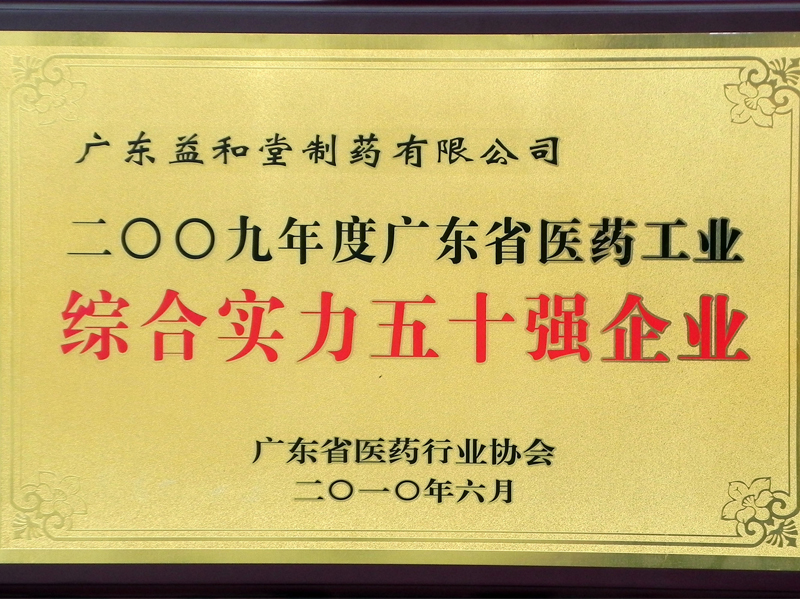 广东益和堂制药有限公司
二〇〇九年度广东省医药工业
综合实力五十强企业
广东省医药行业协会
二〇一〇年六月